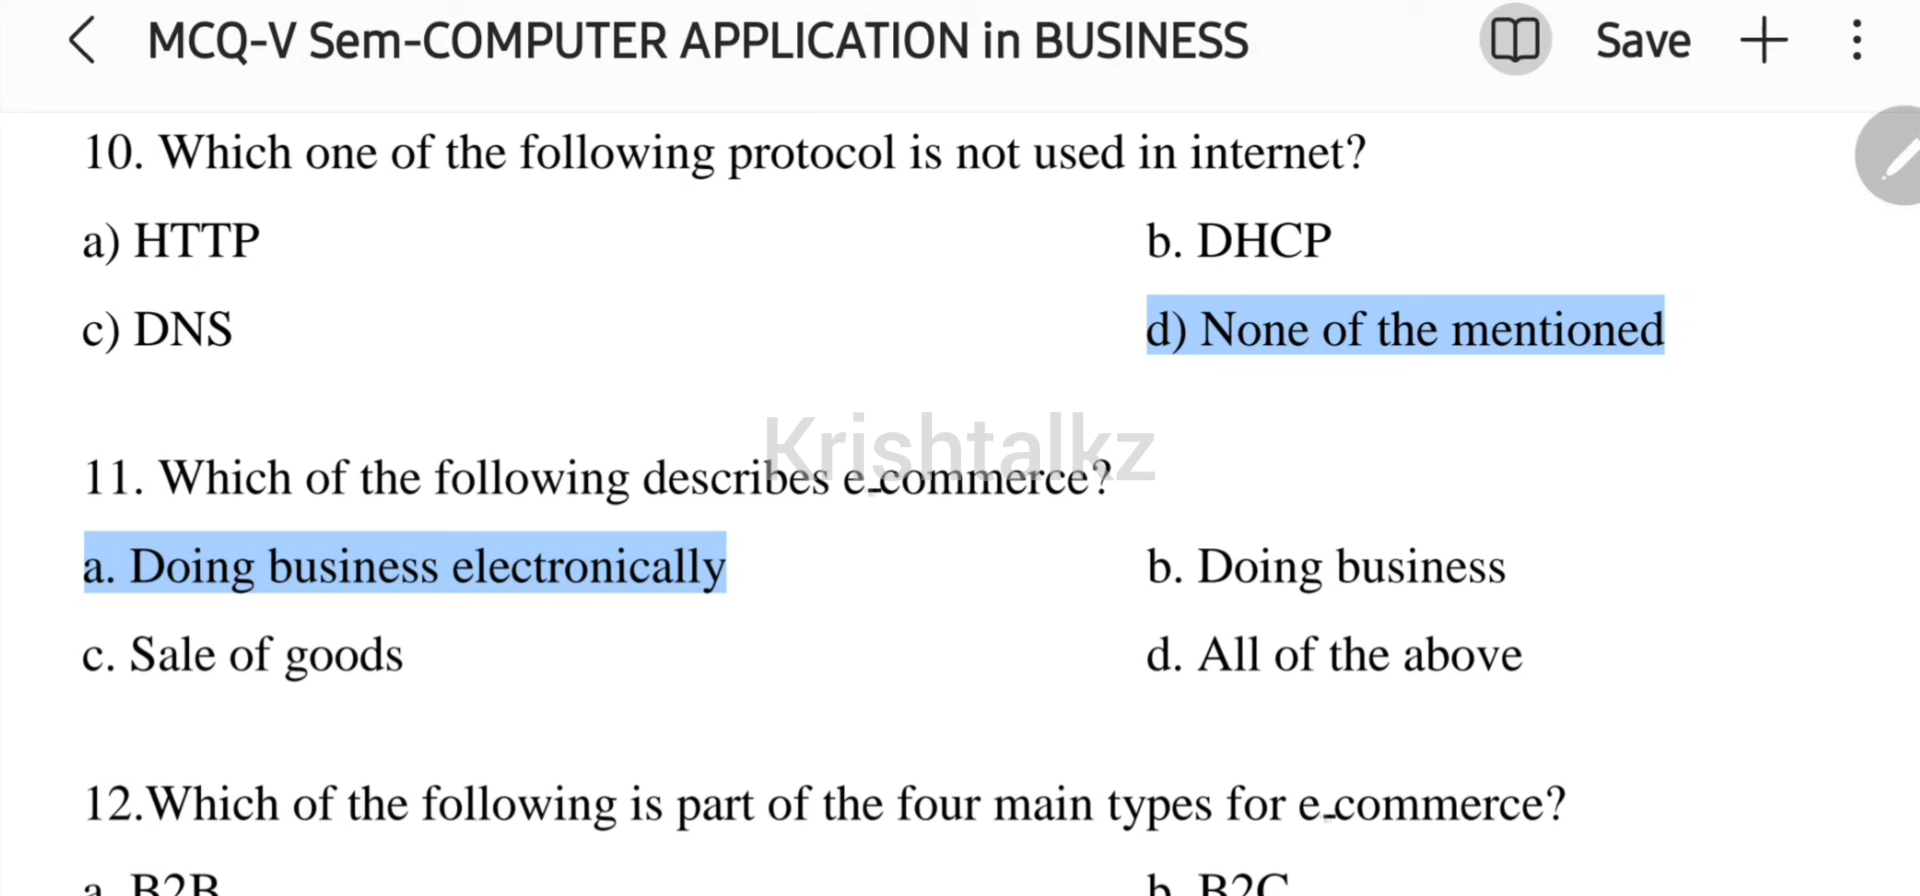 MCQ-V Sem-COMPUTER APPLICATION in BUSINESS Save
10. Which one of the following protocol is not used in internet?
a) HTTP b. DHCP
c) DNS d) None of the mentioned
Krishtalkz
11. Which of the following describes e-commerce?
a. Doing business electronically b. Doing business
c. Sale of goods d. All of the above
12.Which of the following is part of the four main types for e-commerce?
a. B2B b. B2C